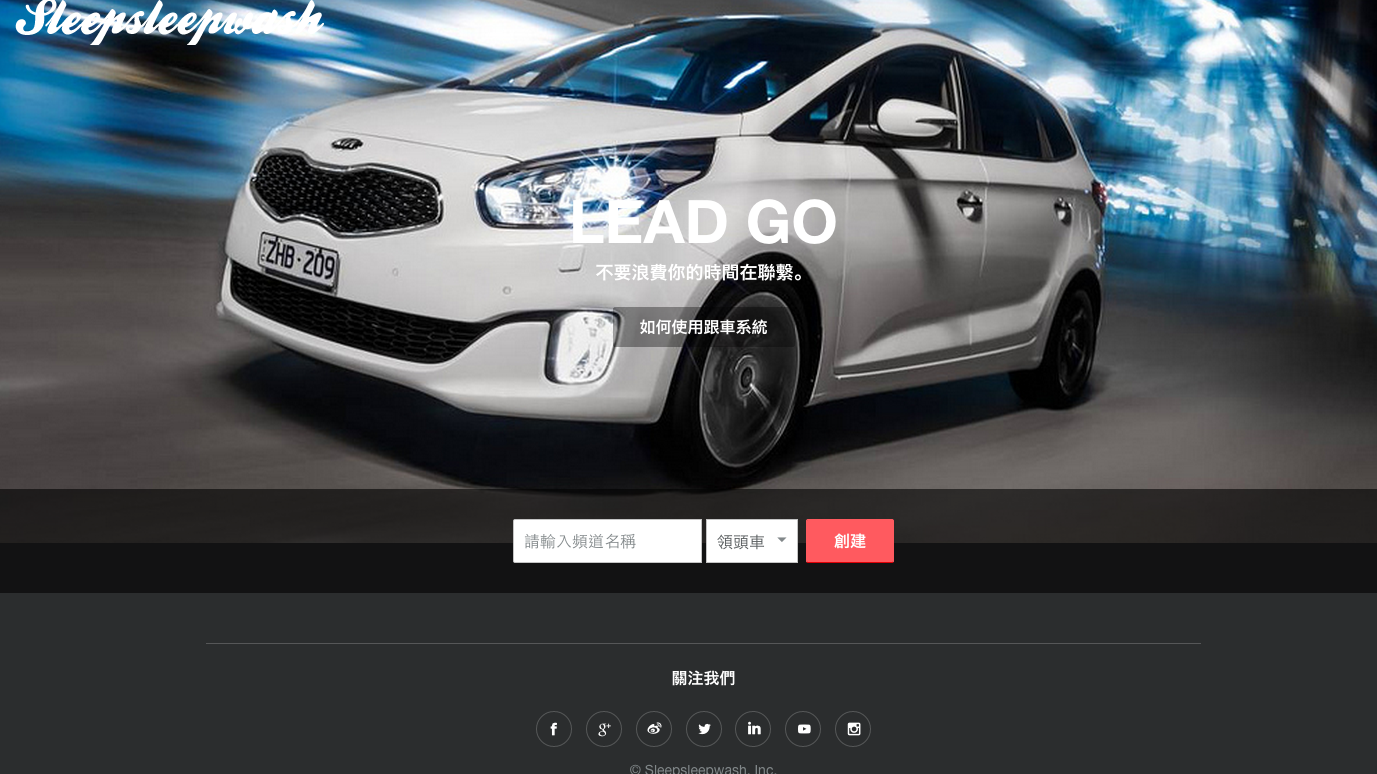 Sleepsleepwash
KIA
ZHB·209
LEAD GO
不要浪費你的時間在聯繫。
如何使用跟車系統
請輸入頻道名稱
領頭車
創建
關注我們
© Sleepsleepwash, Inc.